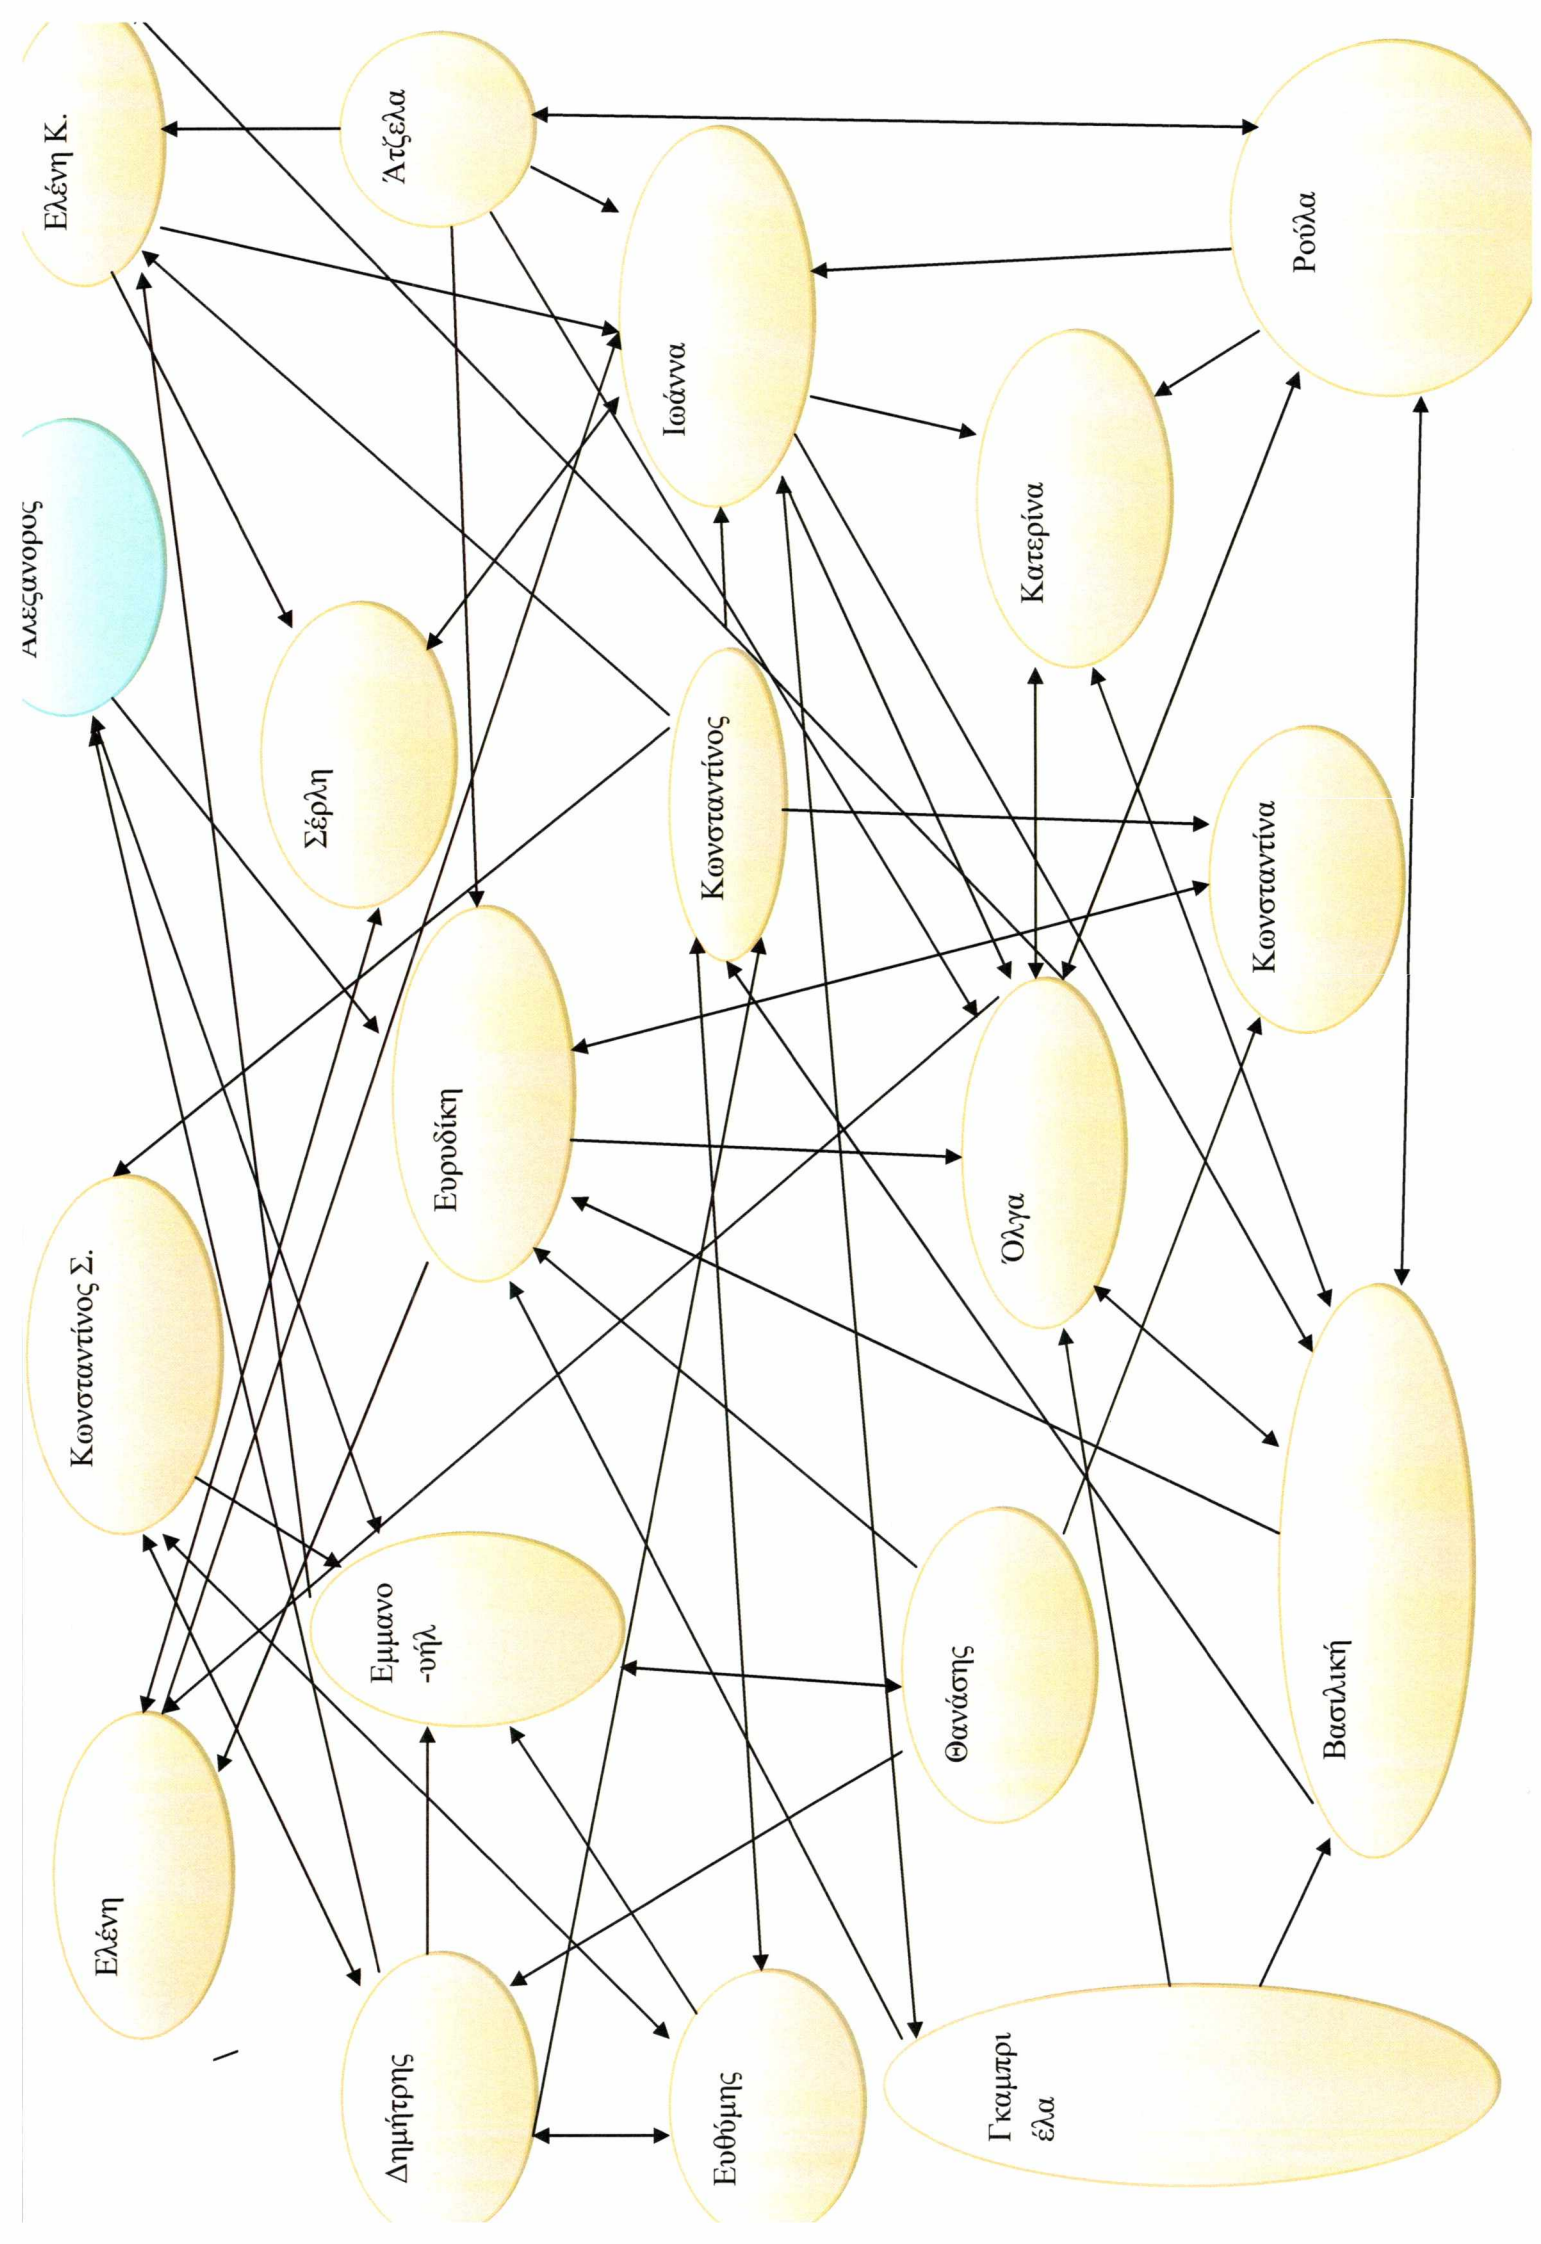 Ελένη
Κωνσταντίνος Σ.
Ελένη Κ.
Δημήτρης
Εμμανο
-υήλ
Ευρυδίκη
Σέρλη
Άτζελα
Ευθύμης
Κωνσταντίνος
Ιωάννα
Γκαμπρι
έλα
Θανάσης
Όλγα
Κατερίνα
Βασιλική
Κωνσταντίνα
Ρούλα